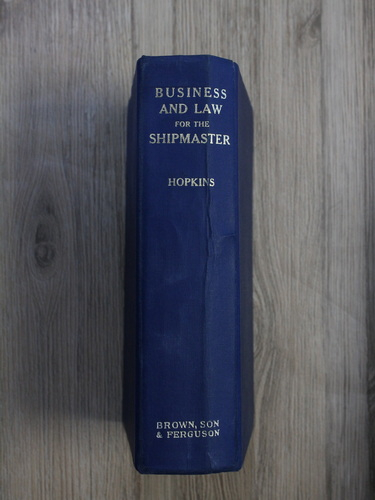 BUSINESS
AND LAW
FOR THE
SHIPMASTER
HOPKINS
BROWN, SON
& FERGUSON